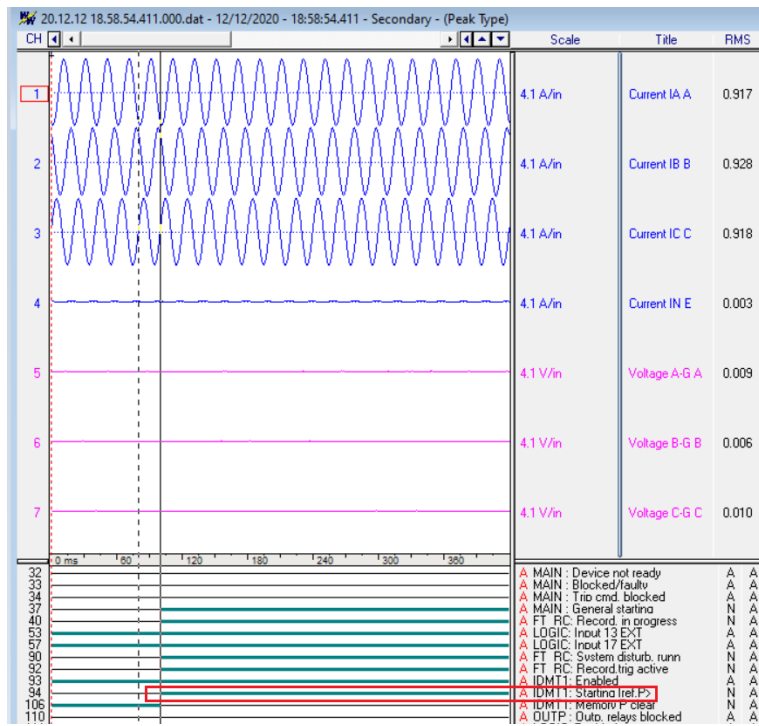 20.12.12 18.58.54.411.000.dat - 12/12/2020 - 18:58:54.411 - Secondary - (Peak Type)
CH Scale Title RMS
1 4.1 A/in Current IA A 0.917
2 4.1 A/in Current IB B 0.928
3 4.1 A/in Current IC C 0.918
4 4.1 A/in Current IN E 0.003
5 4.1 V/in Voltage A-G A 0.009
6 4.1 V/in Voltage B-G B 0.006
7 4.1 V/in Voltage C-G C 0.010
0 ms 60 120 180 240 300 360
32 A MAIN : Device not ready A A
33 A MAIN : Blocked/faulty A A
34 A MAIN : Trip cmd. blocked A A
37 A MAIN : General starting N A
40 A FT_RC: Record. in progress N A
53 A LOGIC: Input 13 EXT A A
57 A LOGIC: Input 17 EXT A A
90 A FT_RC: System disturb. runn N A
92 A FT_RC: Record.trig active N A
93 A IDMT1: Enabled A A
94 A IDMT1: Starting Iref,P> N A
106 A IDMT1: Memory P clear N A
110 A OUTP : Outp. relays blocked A A